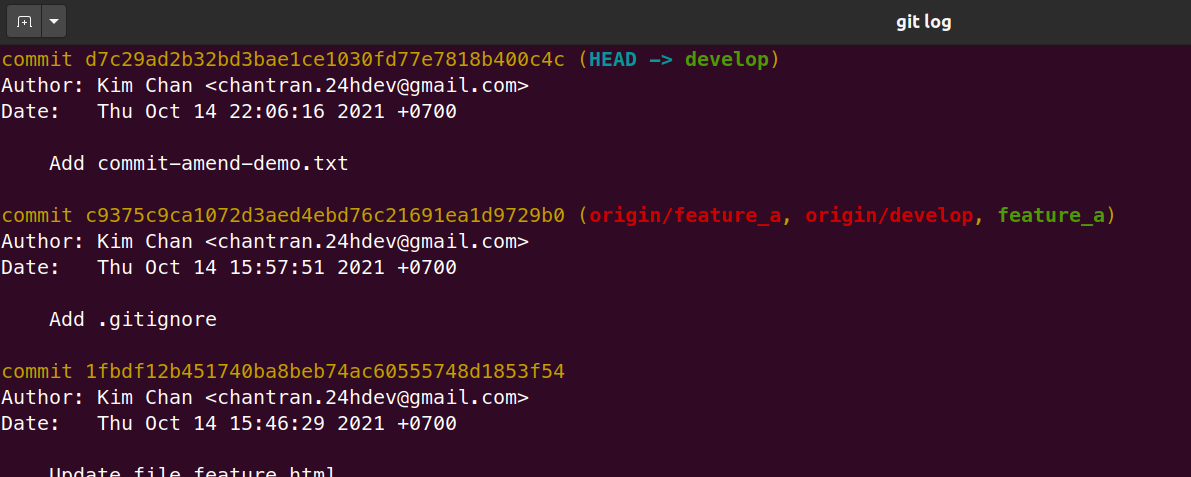 git log
commit d7c29ad2b32bd3bae1ce1030fd77e7818b400c4c (HEAD -> develop)
Author: Kim Chan <chantran.24hdev@gmail.com>
Date:   Thu Oct 14 22:06:16 2021 +0700
    Add commit-amend-demo.txt
commit c9375c9ca1072d3aed4ebd76c21691ea1d9729b0 (origin/feature_a, origin/develop, feature_a)
Author: Kim Chan <chantran.24hdev@gmail.com>
Date:   Thu Oct 14 15:57:51 2021 +0700
    Add .gitignore
commit 1fbdf12b451740ba8beb74ac60555748d1853f54
Author: Kim Chan <chantran.24hdev@gmail.com>
Date:   Thu Oct 14 15:46:29 2021 +0700
    Update file feature.html